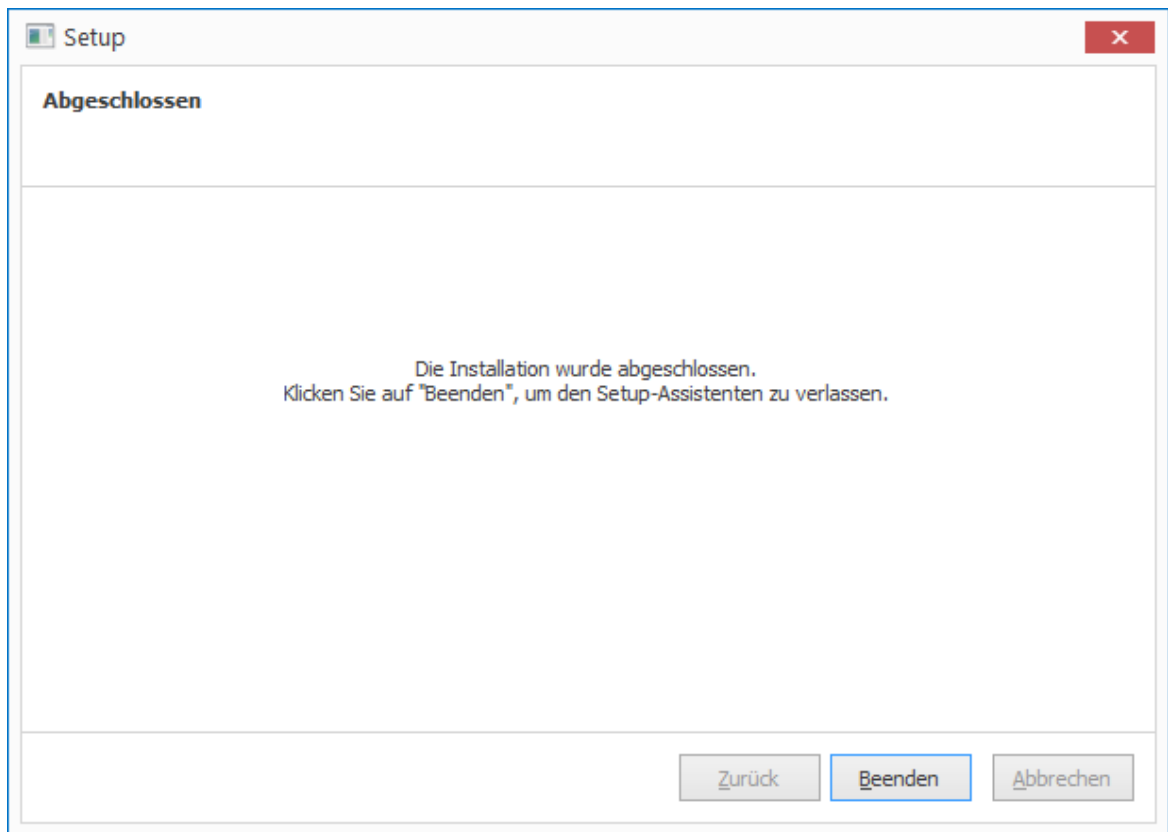 Setup
Abgeschlossen
Die Installation wurde abgeschlossen.
Klicken Sie auf "Beenden", um den Setup-Assistenten zu verlassen.
Zurück
Beenden
Abbrechen